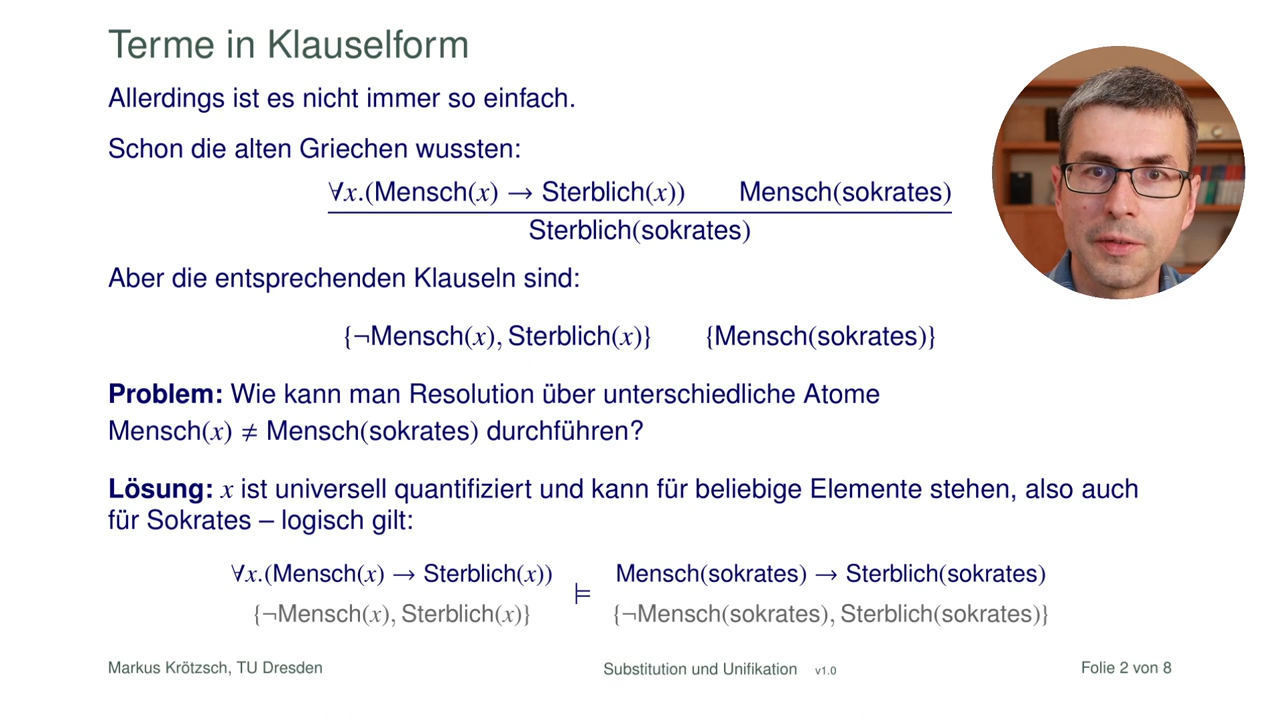 Terme in Klauselform
Allerdings ist es nicht immer so einfach.
Schon die alten Griechen wussten:
∀x.(Mensch(x) → Sterblich(x)) Mensch(sokrates)
Sterblich(sokrates)
Aber die entsprechenden Klauseln sind:
{¬Mensch(x), Sterblich(x)} {Mensch(sokrates)}
Problem: Wie kann man Resolution über unterschiedliche Atome
Mensch(x) ≠ Mensch(sokrates) durchführen?
Lösung: x ist universell quantifiziert und kann für beliebige Elemente stehen, also auch
für Sokrates – logisch gilt:
∀x.(Mensch(x) → Sterblich(x)) ⊨ Mensch(sokrates) → Sterblich(sokrates)
{¬Mensch(x), Sterblich(x)} {¬Mensch(sokrates), Sterblich(sokrates)}
Markus Krötzsch, TU Dresden Substitution und Unifikation v1.0 Folie 2 von 8